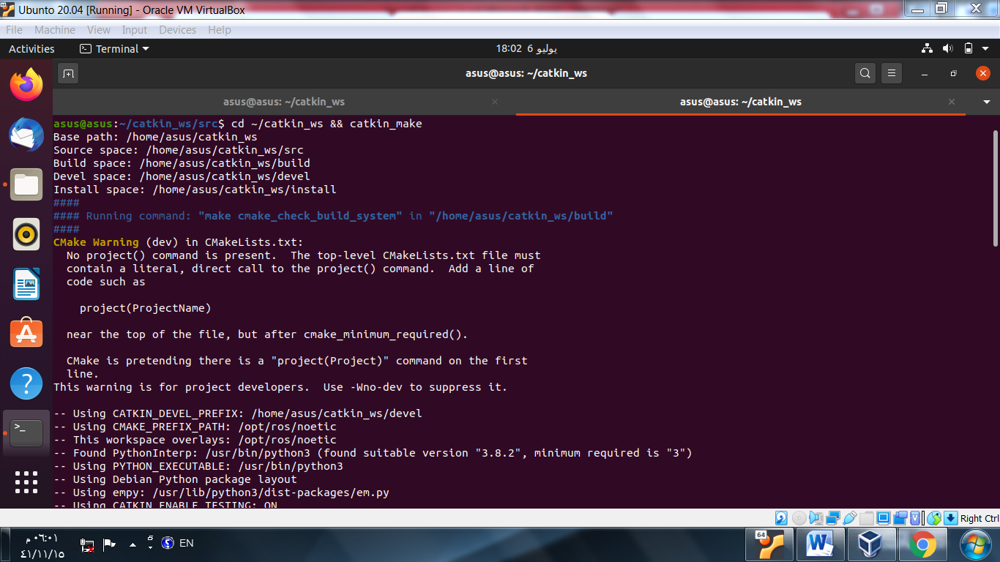 Ubunto 20.04 [Running] - Oracle VM VirtualBox
File Machine View Input Devices Help
Activities Terminal 18:02 6 يوليو
asus@asus: ~/catkin_ws
asus@asus: ~/catkin_ws asus@asus: ~/catkin_ws
asus@asus:~/catkin_ws/src$ cd ~/catkin_ws && catkin_make
Base path: /home/asus/catkin_ws
Source space: /home/asus/catkin_ws/src
Build space: /home/asus/catkin_ws/build
Devel space: /home/asus/catkin_ws/devel
Install space: /home/asus/catkin_ws/install
####
#### Running command: "make cmake_check_build_system" in "/home/asus/catkin_ws/build"
####
CMake Warning (dev) in CMakeLists.txt:
No project() command is present. The top-level CMakeLists.txt file must
contain a literal, direct call to the project() command. Add a line of
code such as
project(ProjectName)
near the top of the file, but after cmake_minimum_required().
CMake is pretending there is a "project(Project)" command on the first
line.
This warning is for project developers. Use -Wno-dev to suppress it.
-- Using CATKIN_DEVEL_PREFIX: /home/asus/catkin_ws/devel
-- Using CMAKE_PREFIX_PATH: /opt/ros/noetic
-- This workspace overlays: /opt/ros/noetic
-- Found PythonInterp: /usr/bin/python3 (found suitable version "3.8.2", minimum required is "3")
-- Using PYTHON_EXECUTABLE: /usr/bin/python3
-- Using Debian Python package layout
-- Using empy: /usr/lib/python3/dist-packages/em.py
-- Using CATKIN_ENABLE_TESTING: ON
Right Ctrl
٠٦:٠١ م
EN
64
٤١/١١/١٥